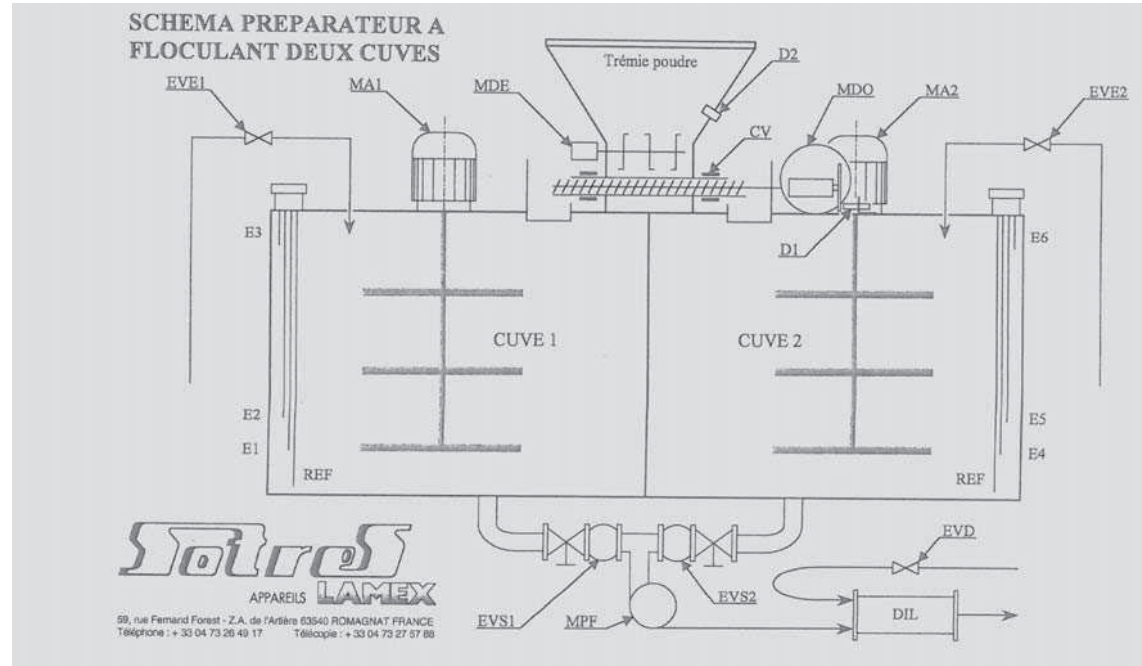 SCHEMA PREPARATEUR A
FLOCULANT DEUX CUVES
Trémie poudre
D2
EVE1
MA1
MDE
MDO
MA2
EVE2
CV
E3
D1
E6
CUVE 1
CUVE 2
E2
E5
E1
E4
REF
REF
EVD
SotreS
APPAREILS LAMEX
59, rue Fernand Forest - Z.A. de l'Artière 63540 ROMAGNAT FRANCE
Téléphone : + 33 04 73 26 49 17 Télécopie : + 33 04 73 27 57 88
EVS1
MPF
EVS2
DIL